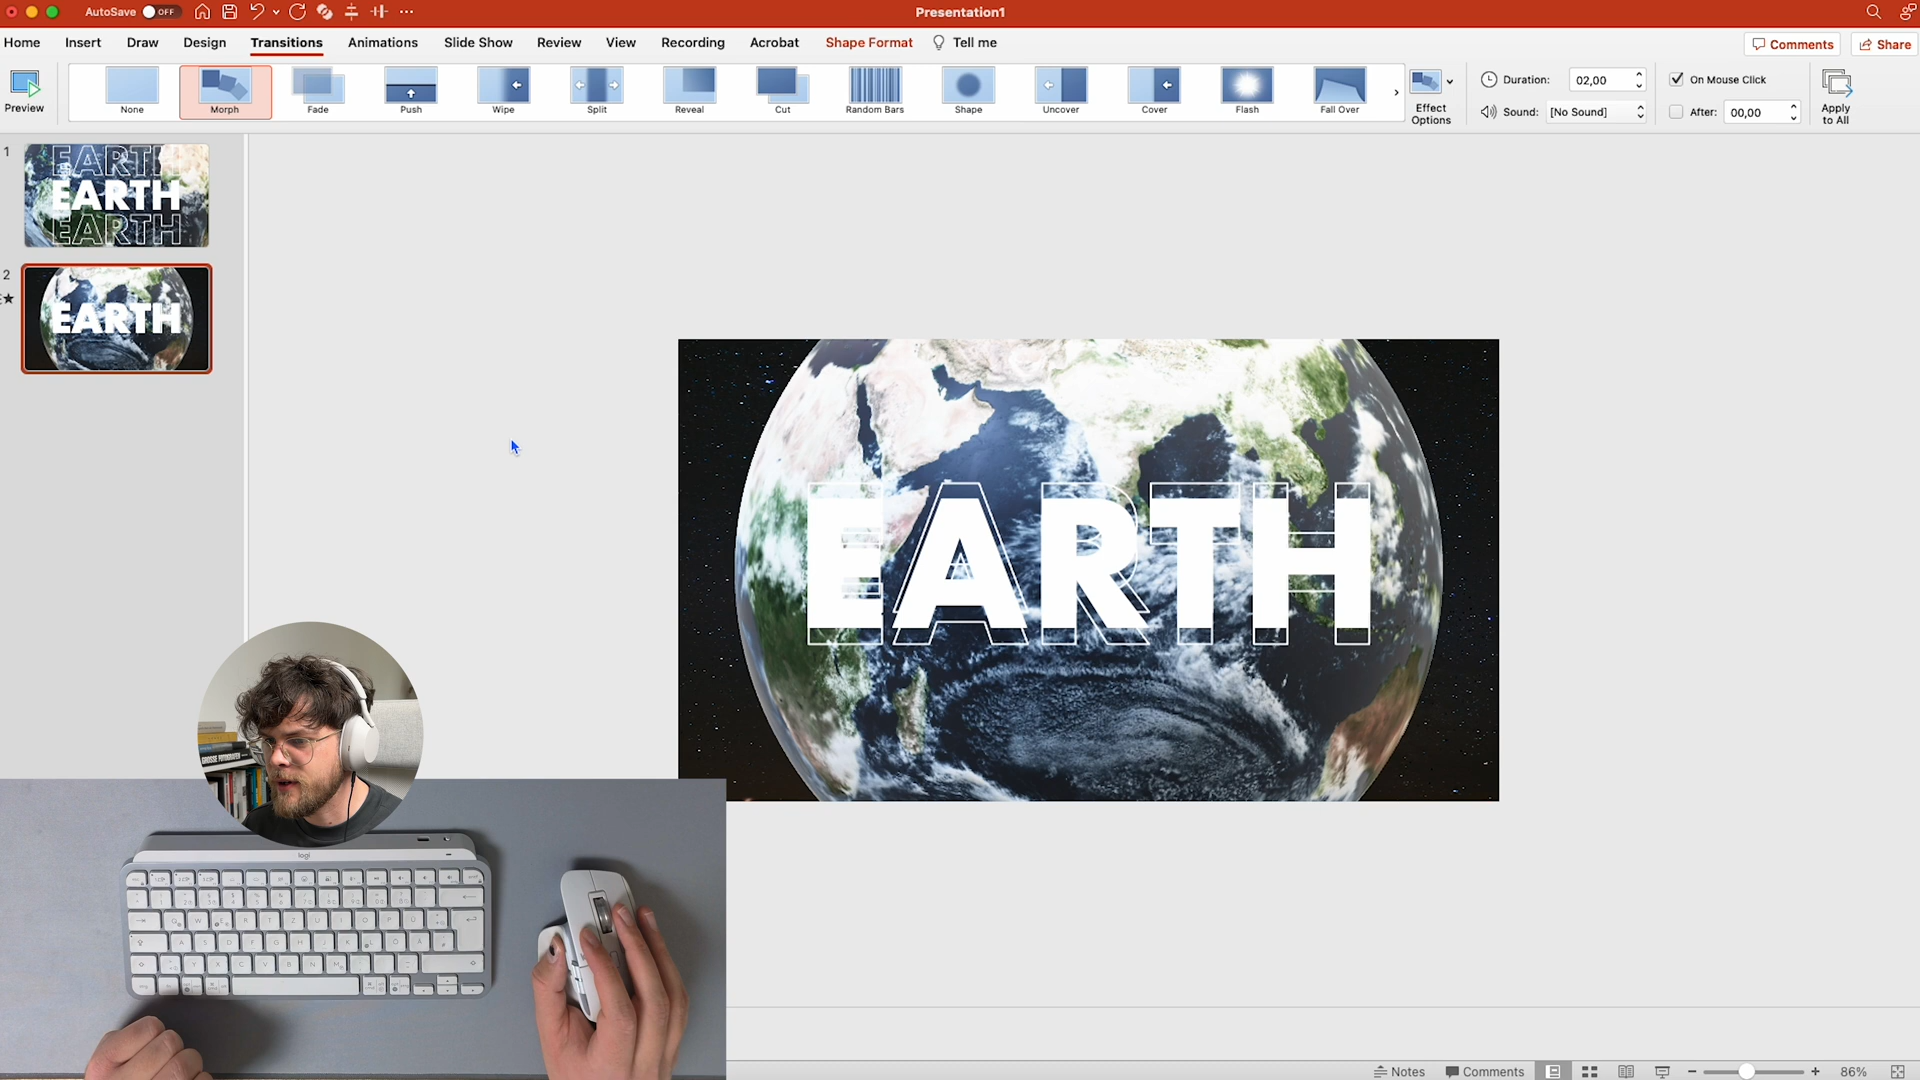 AutoSave OFF
Presentation1
Home Insert Draw Design Transitions Animations Slide Show Review View Recording Acrobat Shape Format Tell me
Comments Share
Preview
None Morph Fade Push Wipe Split Reveal Cut Random Bars Shape Uncover Cover Flash Fall Over
Effect Options
Duration: 02,00
Sound: [No Sound]
On Mouse Click
After: 00,00
Apply to All
1
EARTH
EARTH
EARTH
2
EARTH
EARTH
logi
Notes Comments 86%